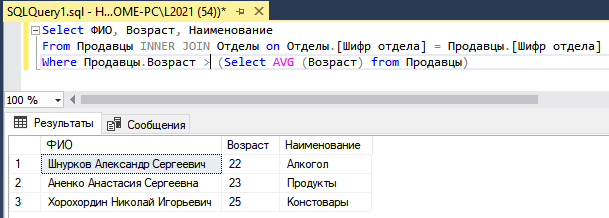 SQLQuery1.sql - H...OME-PC\L2021 (54))*
Select ФИО, Возраст, Наименование
From Продавцы INNER JOIN Отделы on Отделы.[Шифр отдела] = Продавцы.[Шифр отдела]
Where Продавцы.Возраст > (Select AVG (Возраст) from Продавцы)
100 %
Результаты Сообщения
ФИО Возраст Наименование
1 Шнурков Александр Сергеевич 22 Алкогол
2 Аненко Анастасия Сергеевна 23 Продукты
3 Хорохордин Николай Игорьевич 25 Констовары